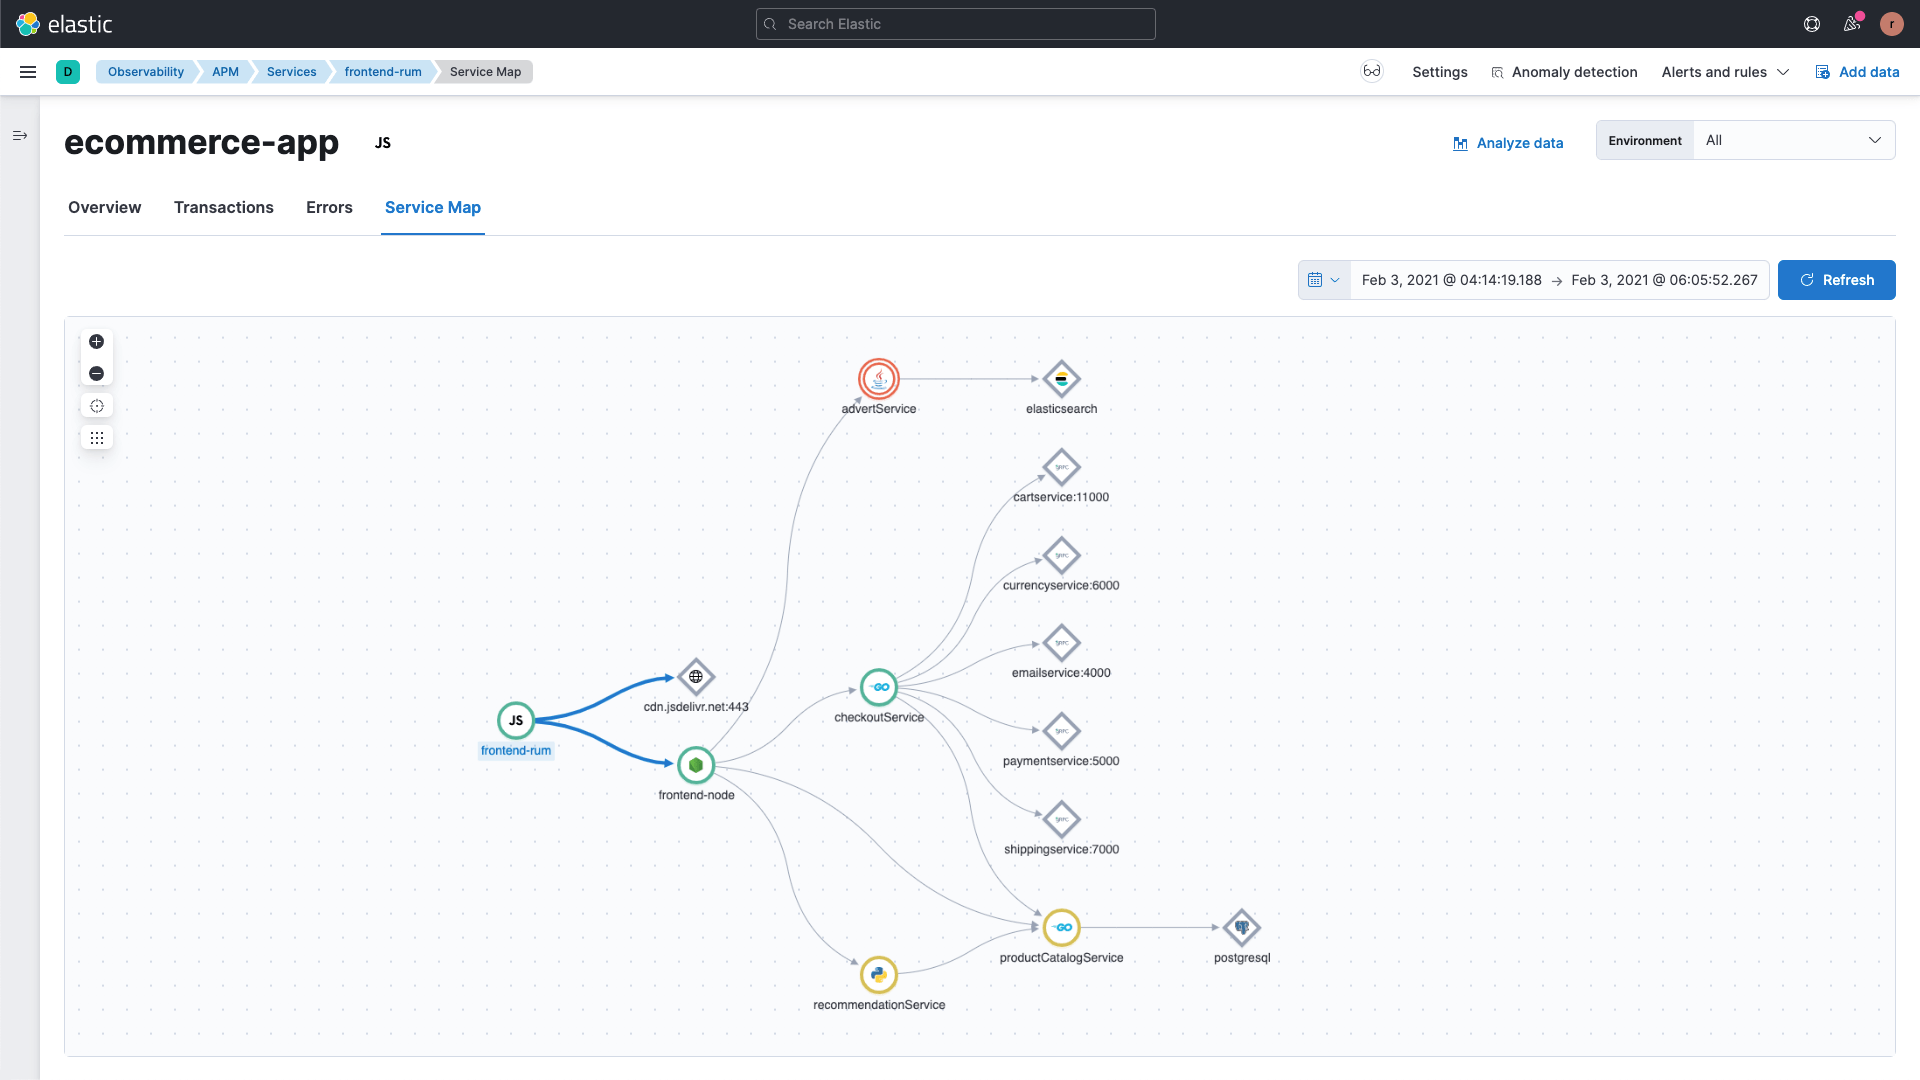 elastic
Search Elastic
r
D
Observability
APM
Services
frontend-rum
Service Map
Settings
Anomaly detection
Alerts and rules
Add data
ecommerce-app
JS
Analyze data
Environment
All
Overview
Transactions
Errors
Service Map
Feb 3, 2021 @ 04:14:19.188 → Feb 3, 2021 @ 06:05:52.267
Refresh
advertService
elasticsearch
cartservice:11000
currencyservice:6000
emailservice:4000
cdn.jsdelivr.net:443
GO
checkoutService
JS
frontend-rum
paymentservice:5000
frontend-node
shippingservice:7000
GO
productCatalogService
postgresql
recommendationService